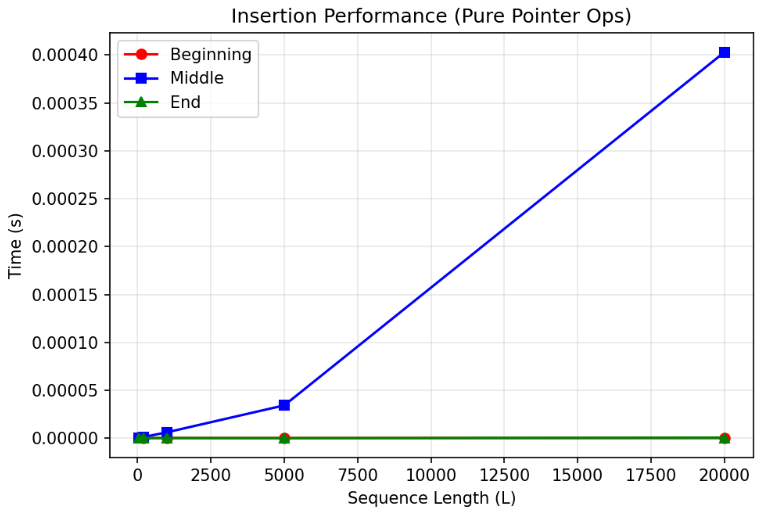 Insertion Performance (Pure Pointer Ops)
Beginning
Middle
End
0.00040
0.00035
0.00030
0.00025
0.00020
0.00015
0.00010
0.00005
0.00000
Time (s)
0 2500 5000 7500 10000 12500 15000 17500 20000
Sequence Length (L)